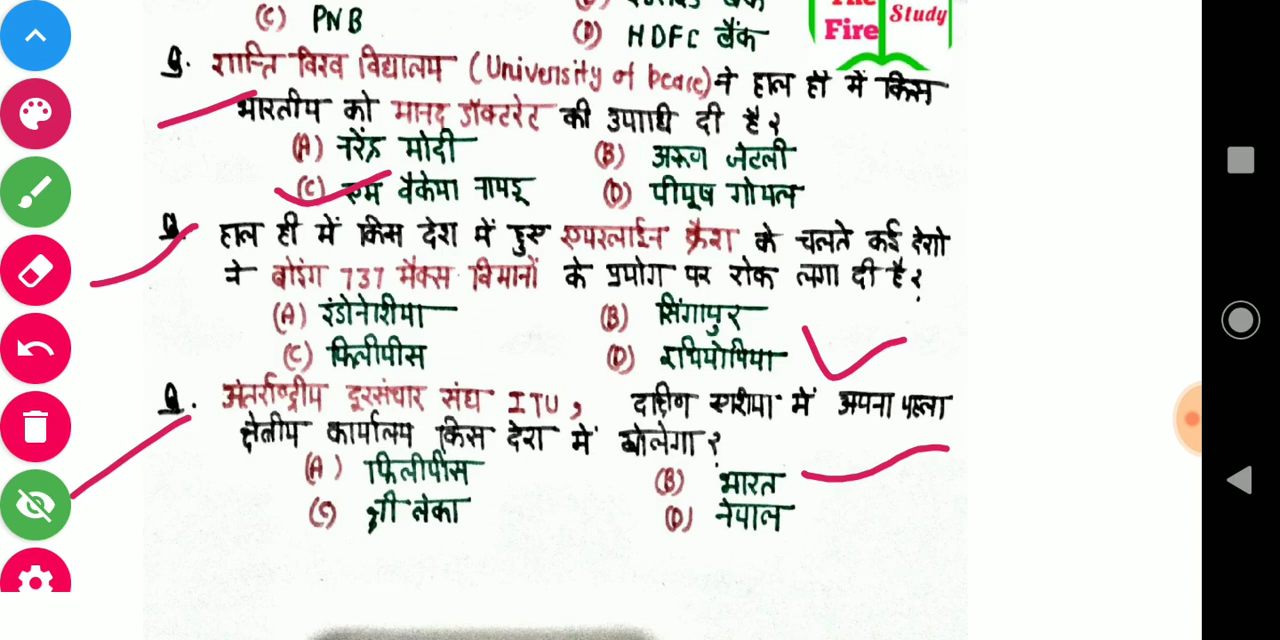 (C) PNB
(D) HDFC बैंक
The
Fire
Study
Q. शान्ति विश्व विद्यालय (University of peace) ने हाल ही में किस
भारतीय को मानद डॉक्टरेट की उपाधि दी है?
(A) नरेंद्र मोदी (B) अरूण जेटली
(C) एम वैंकेया नायडू (D) पीयूष गोयल
Q. हाल ही में किस देश में हुए एयरलाईन क्रैश के चलते कई देशो
ने बोइंग 737 मैक्स विमानों के प्रयोग पर रोक लगा दी है?
(A) इंडोनेशिया (B) सिंगापुर
(C) फिलीपींस (D) इथियोपिया
Q. अंतर्राष्ट्रीय दूरसंचार संघ ITU, दक्षिण एशिया में अपना पहला
क्षेत्रीय कार्यालय किस देश में खोलेगा?
(A) फिलीपींस (B) भारत
(C) श्री लंका (D) नेपाल